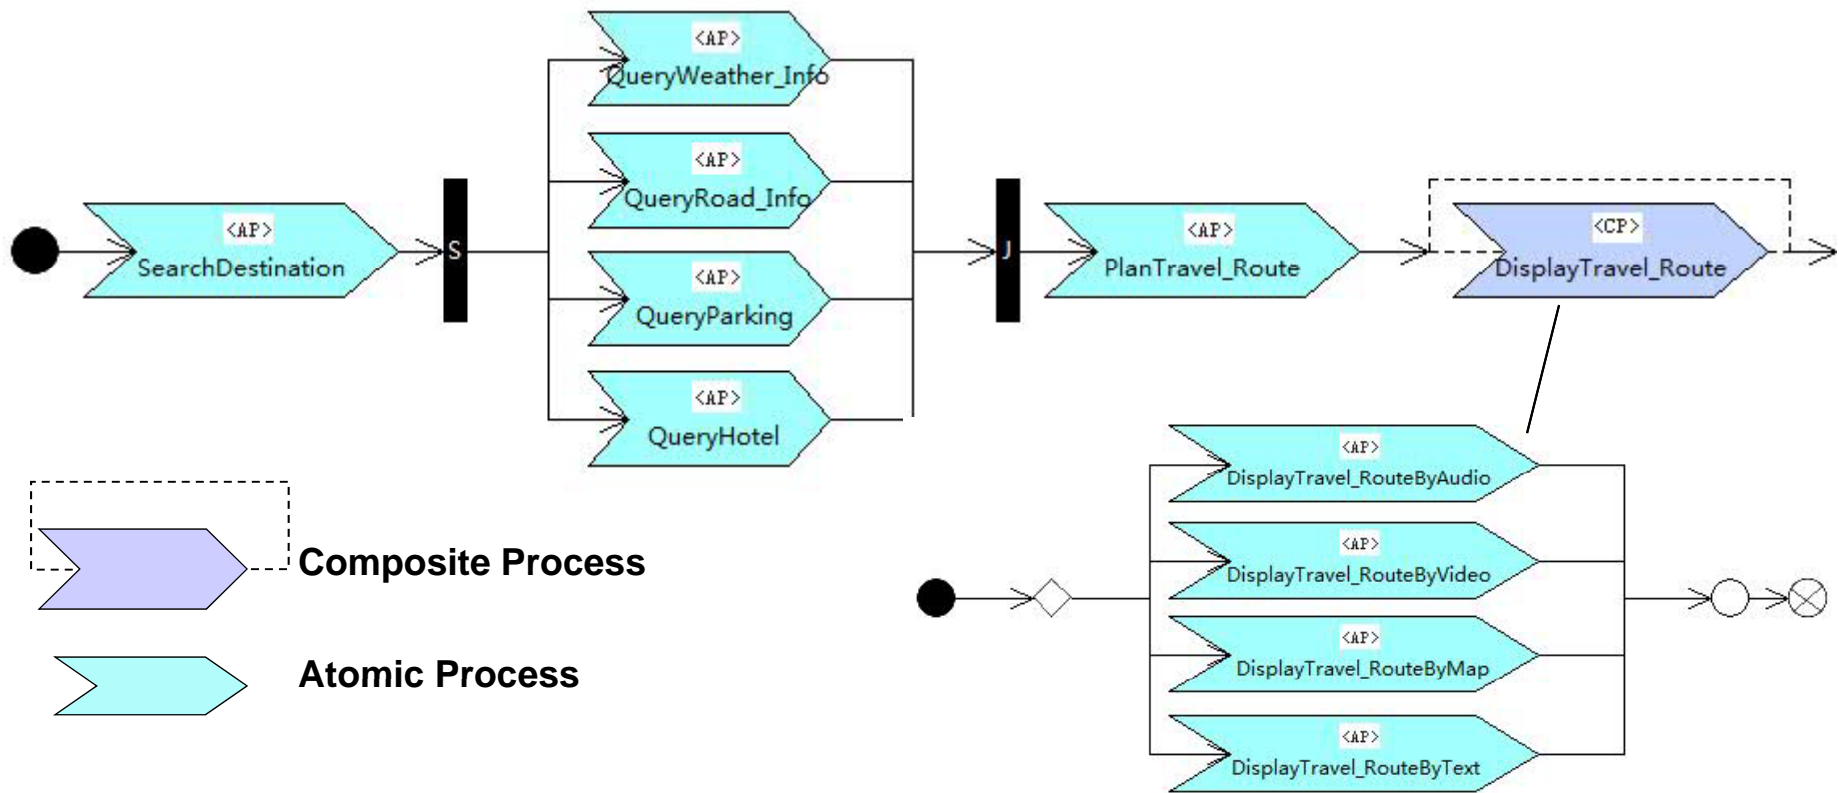 <AP>
QueryWeather_Info
<AP>
QueryRoad_Info
<AP>
SearchDestination
S
<AP>
QueryParking
<AP>
QueryHotel
J
<AP>
PlanTravel_Route
<CP>
DisplayTravel_Route
<AP>
DisplayTravel_RouteByAudio
<AP>
DisplayTravel_RouteByVideo
<AP>
DisplayTravel_RouteByMap
<AP>
DisplayTravel_RouteByText
Composite Process
Atomic Process